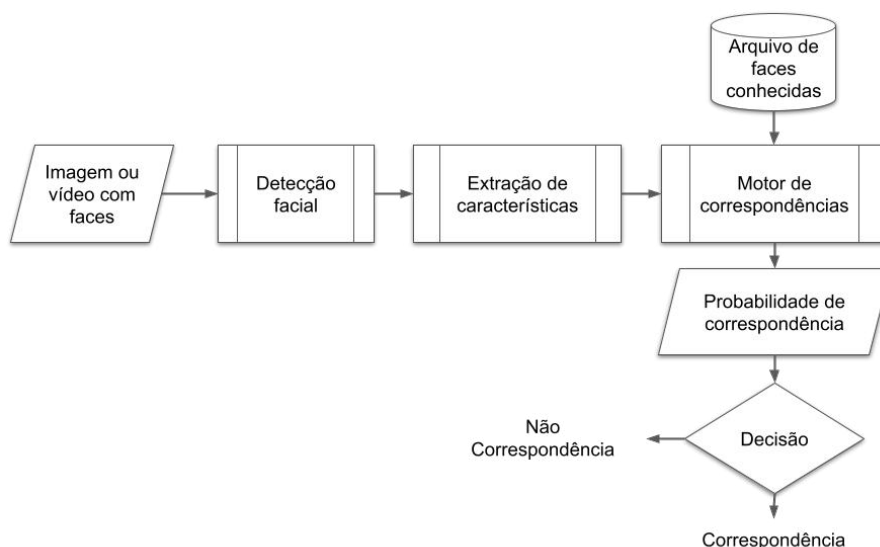 Arquivo de
faces
conhecidas
Imagem ou
vídeo com
faces
Detecção
facial
Extração de
características
Motor de
correspondências
Probabilidade de
correspondência
Decisão
Não
Correspondência
Correspondência